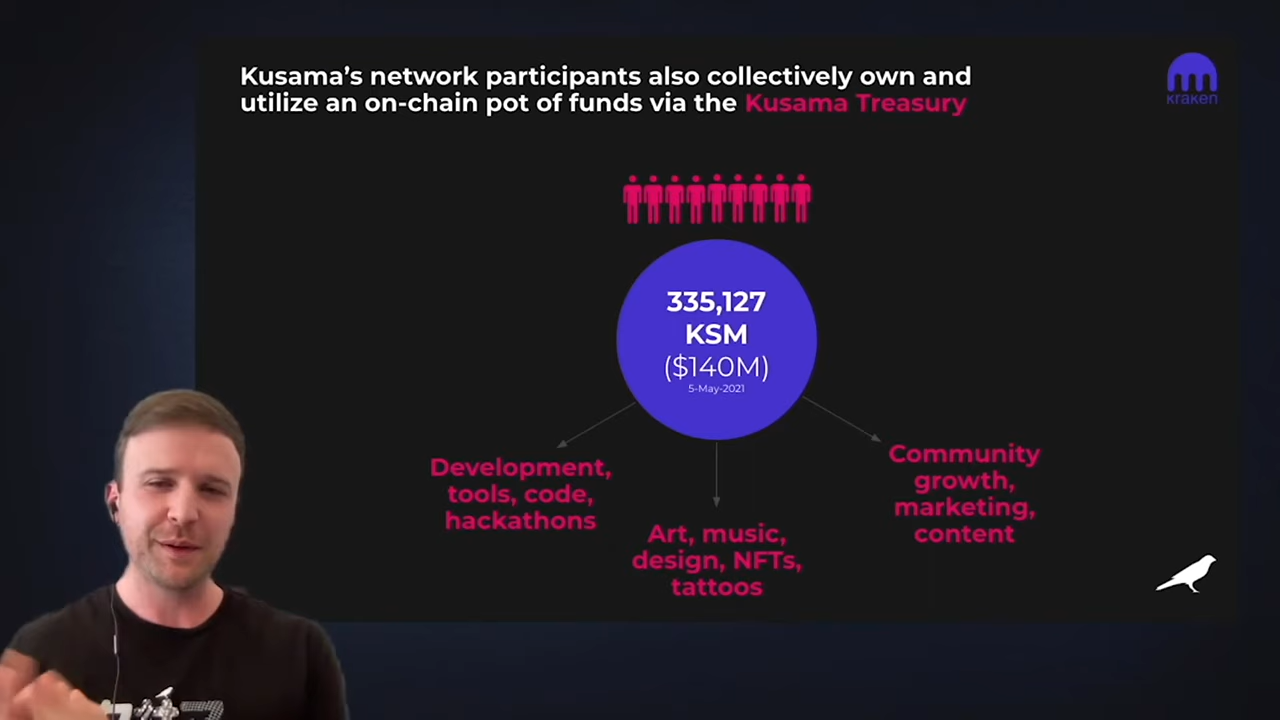 Kusama’s network participants also collectively own and
utilize an on-chain pot of funds via the Kusama Treasury
kraken
335,127
KSM
($140M)
5-May-2021
Development,
tools, code,
hackathons
Art, music,
design, NFTs,
tattoos
Community
growth,
marketing,
content